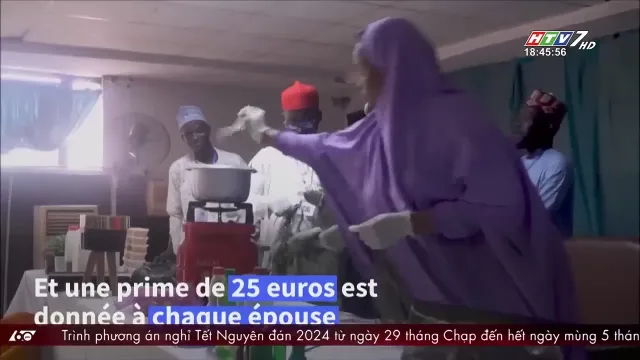 HTV7 HD
18:45:56
Et une prime de 25 euros est
donnée à chaque épouse
60
Trình phương án nghỉ Tết Nguyên đán 2024 từ ngày 29 tháng Chạp đến hết ngày mùng 5 thán